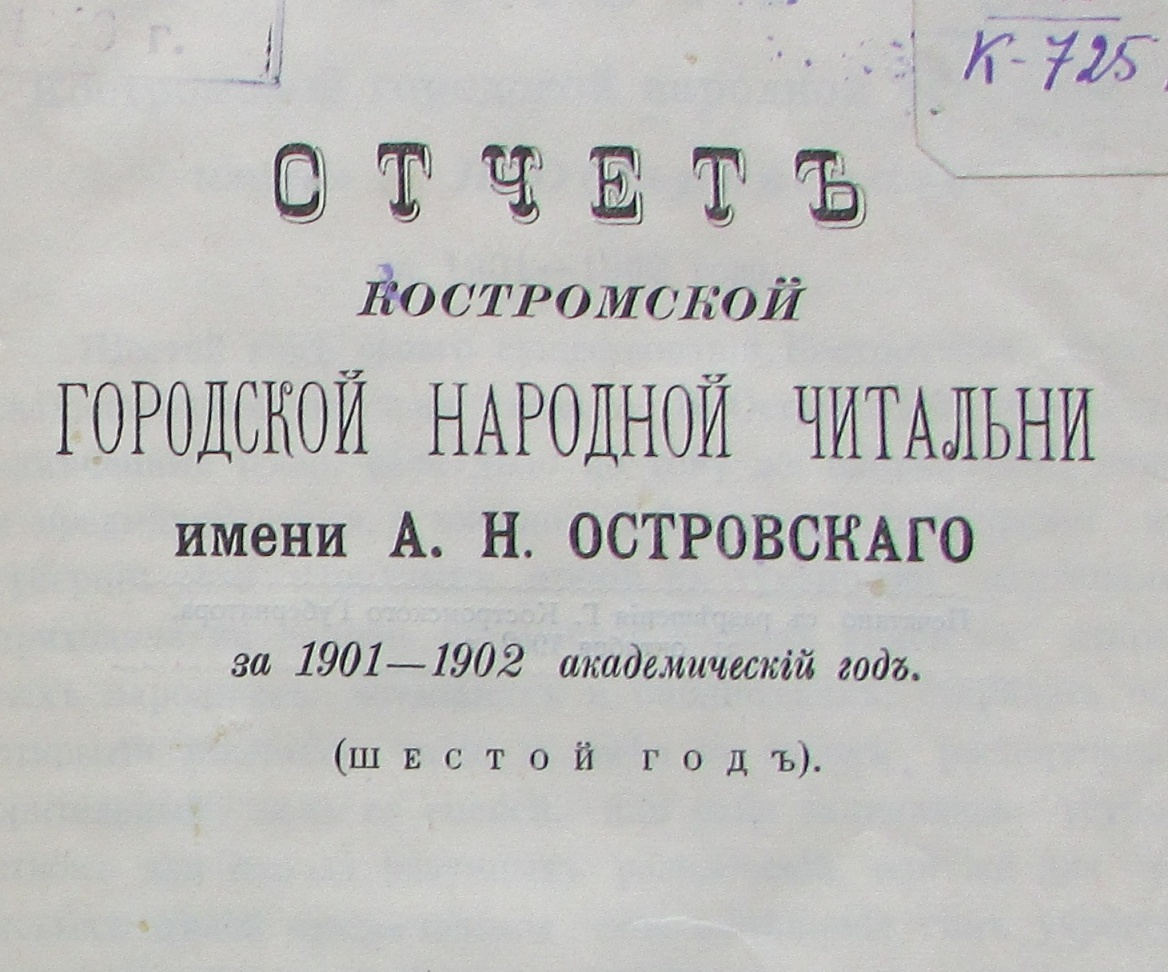 К-725
ОТЧЕТЪ
КОСТРОМСКОЙ
ГОРОДСКОЙ НАРОДНОЙ ЧИТАЛЬНИ
имени А. Н. ОСТРОВСКАГО
за 1901—1902 академическій годъ.
(шестой годъ).